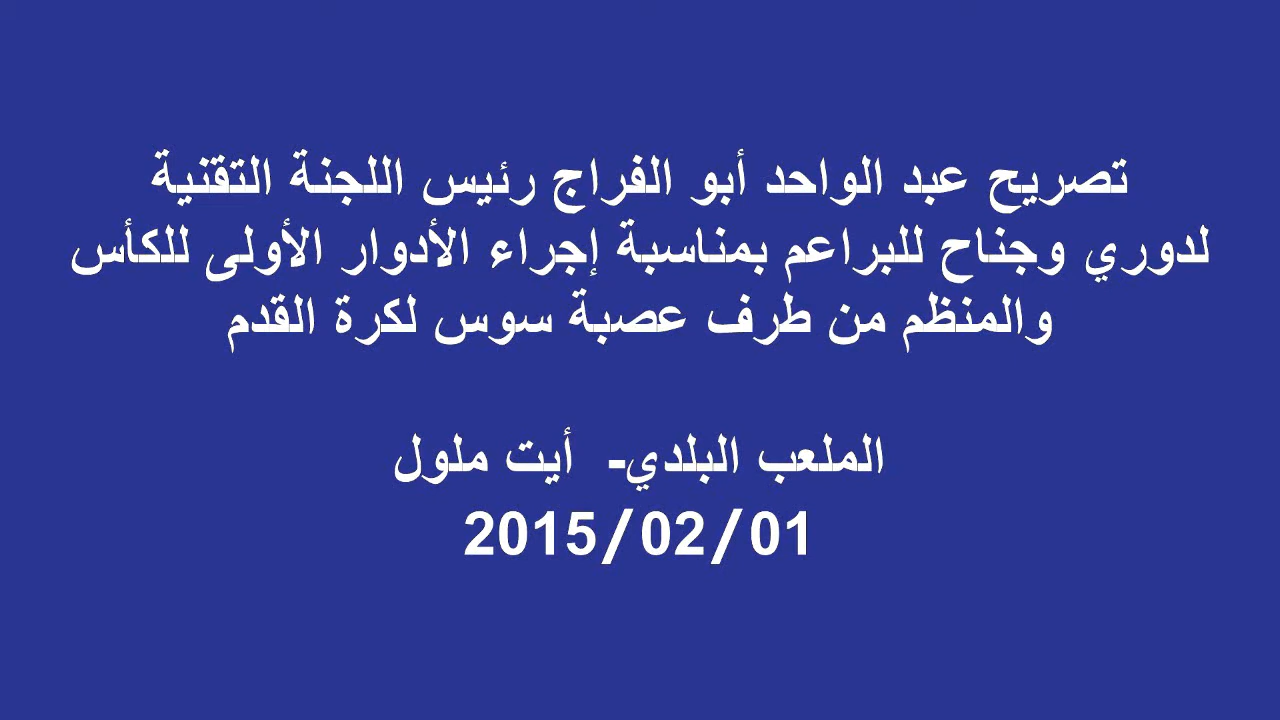 تصريح عبد الواحد أبو الفراج رئيس اللجنة التقنية
لدوري وجناح للبراعم بمناسبة إجراء الأدوار الأولى للكأس
والمنظم من طرف عصبة سوس لكرة القدم
الملعب البلدي- أيت ملول
2015/02/01